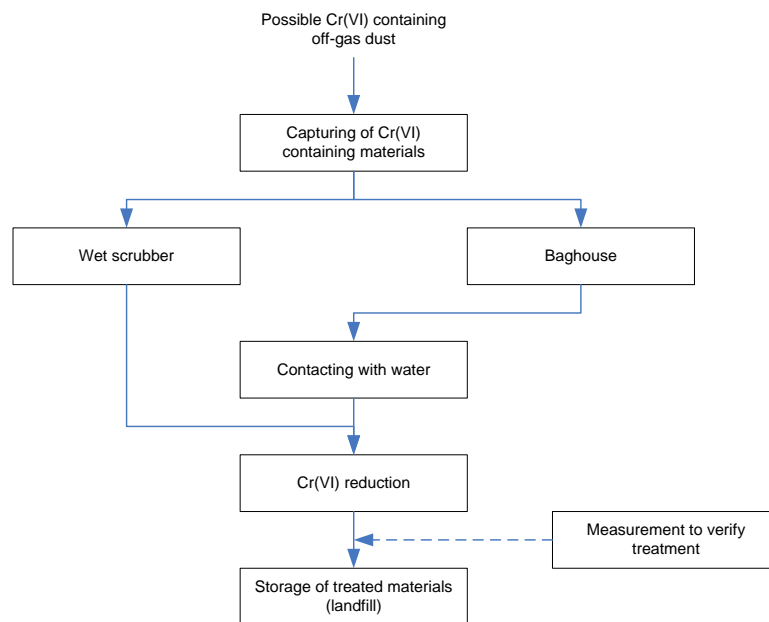 Possible Cr(VI) containing
off-gas dust
Capturing of Cr(VI)
containing materials
Wet scrubber
Baghouse
Contacting with water
Cr(VI) reduction
Measurement to verify
treatment
Storage of treated materials
(landfill)